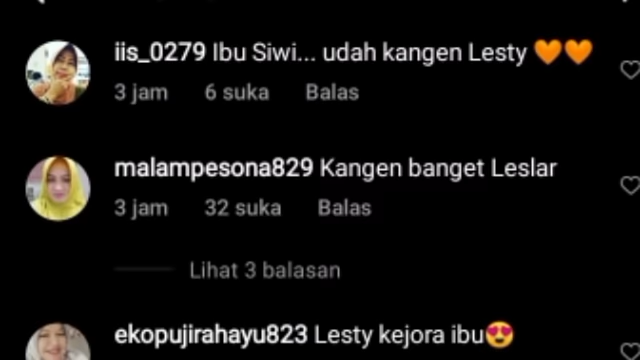 iis_0279 Ibu Siwi... udah kangen Lesty 🧡🧡
3 jam 6 suka Balas
malampesona829 Kangen banget Leslar
3 jam 32 suka Balas
Lihat 3 balasan
ekopujirahayu823 Lesty kejora ibu😍